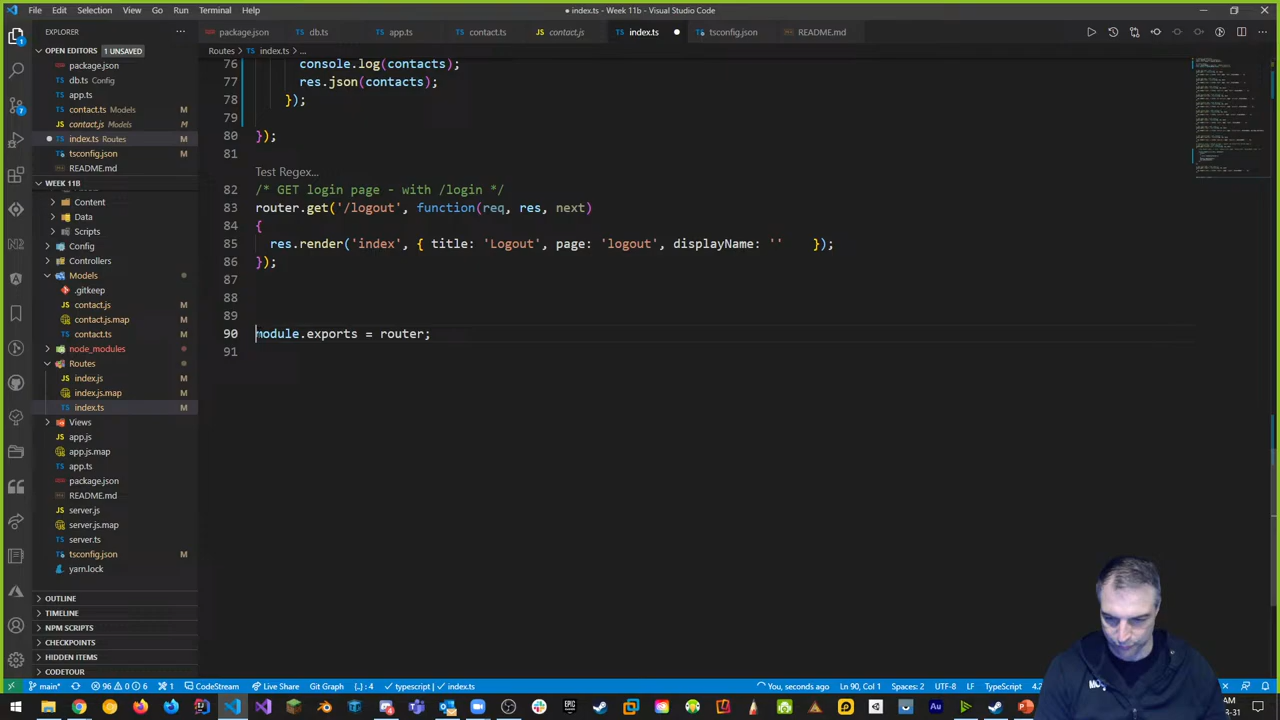 File Edit Selection View Go Run Terminal Help
● index.ts - Week 11b - Visual Studio Code
EXPLORER
package.json db.ts app.ts contact.ts contact.js index.ts tsconfig.json README.md
OPEN EDITORS 1 UNSAVED
Routes > TS index.ts > ...
package.json
db.ts Config
app.ts
contact.ts Models M
contact.js Models M
index.ts Routes M
tsconfig.json M
README.md
WEEK 11B
Content
Data
Scripts
Config
Controllers
Models
.gitkeep
contact.js M
contact.js.map M
contact.ts M
node_modules
Routes
index.js M
index.js.map M
index.ts M
Views
app.js
app.js.map
app.ts
package.json
README.md
server.js
server.js.map
server.ts
tsconfig.json M
yarn.lock
OUTLINE
TIMELINE
NPM SCRIPTS
CHECKPOINTS
HIDDEN ITEMS
CODETOUR
76 console.log(contacts);
77 res.json(contacts);
78 });
79
80 });
81
Test Regex...
82 /* GET login page - with /login */
83 router.get('/logout', function(req, res, next)
84 {
85 res.render('index', { title: 'Logout', page: 'logout', displayName: '' });
86 });
87
88
89
90 module.exports = router;
91
main* 96 0 6 1 CodeStream Live Share Git Graph {..} : 4 typescript | index.ts You, seconds ago Ln 90, Col 1 Spaces: 2 UTF-8 LF TypeScript 4.2